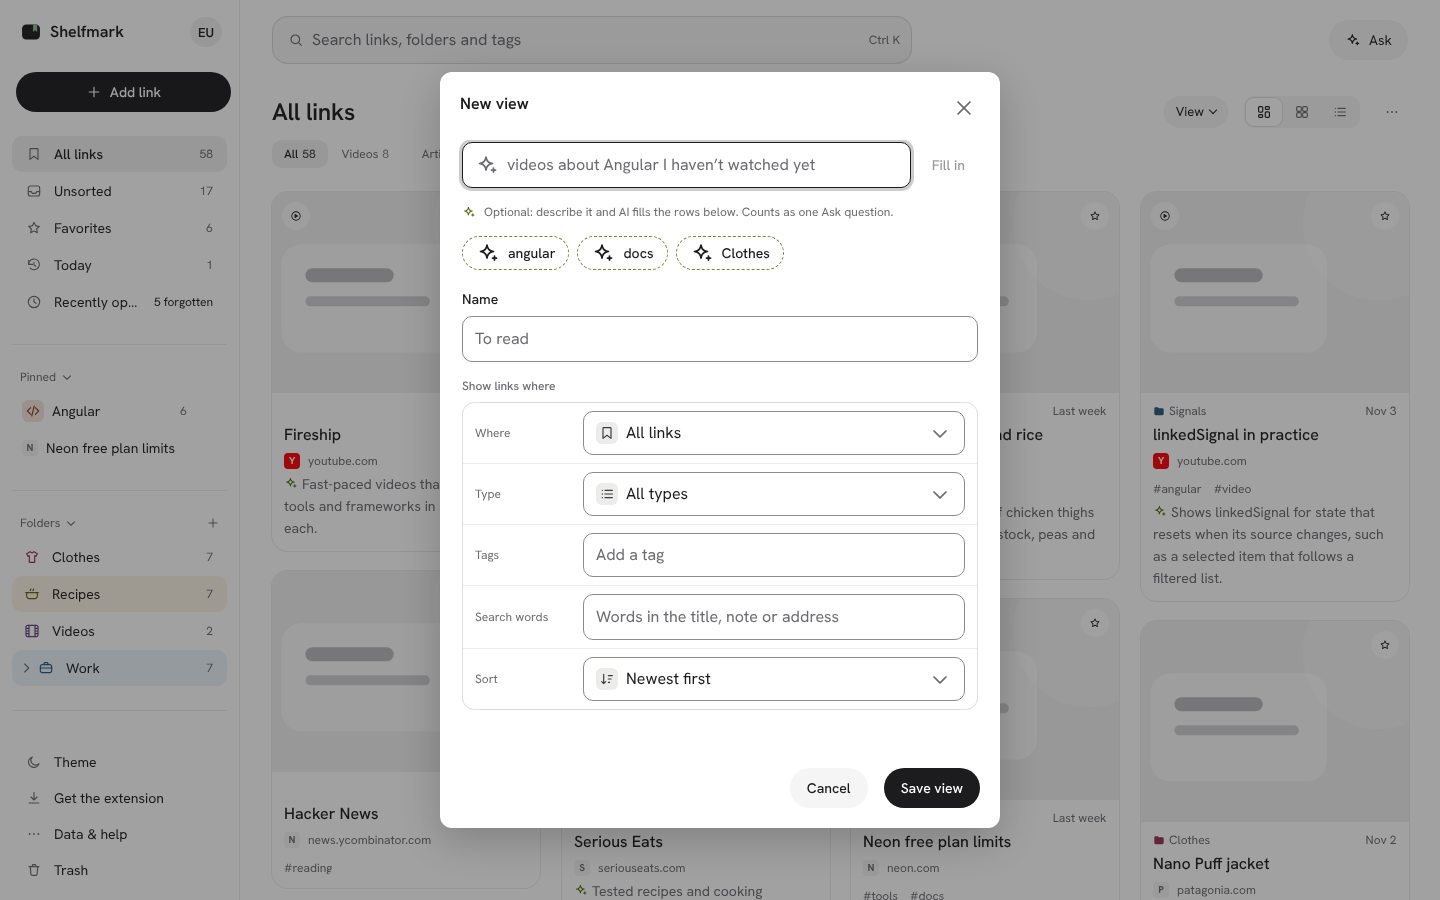 Shelfmark
EU
Add link
All links 58
Unsorted 17
Favorites 6
Today 1
Recently op... 5 forgotten
Pinned
Angular 6
N Neon free plan limits
Folders
Clothes 7
Recipes 7
Videos 2
Work 7
Theme
Get the extension
Data & help
Trash
Search links, folders and tags Ctrl K
Ask
All links
View
All 58 Videos 8
New view
videos about Angular I haven’t watched yet
Fill in
Optional: describe it and AI fills the rows below. Counts as one Ask question.
angular docs Clothes
Name
To read
Show links where
Where All links
Type All types
Tags Add a tag
Search words Words in the title, note or address
Sort Newest first
Cancel Save view
Fireship
Y youtube.com
Fast-paced videos tha
tools and frameworks in
each.
Hacker News
N news.ycombinator.com
#reading
Serious Eats
S seriouseats.com
Tested recipes and cooking
Last week
d rice
f chicken thighs
stock, peas and
Last week
Neon free plan limits
N neon.com
#tools #docs
Signals Nov 3
linkedSignal in practice
Y youtube.com
#angular #video
Shows linkedSignal for state that
resets when its source changes, such
as a selected item that follows a
filtered list.
Clothes Nov 2
Nano Puff jacket
P patagonia.com